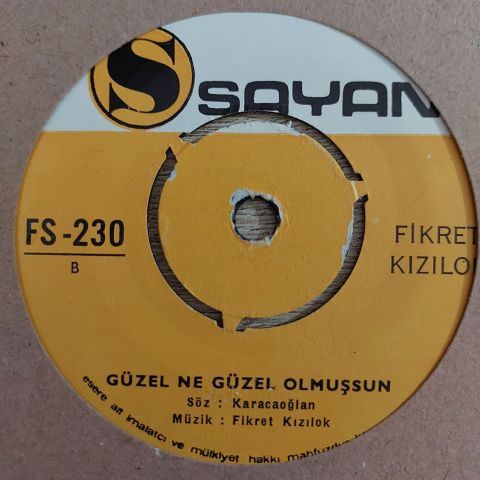 S SAYAN
FS-230
B
FİKRET
KIZILO
GÜZEL NE GÜZEL OLMUŞSUN
Söz : Karacaoğlan
Müzik : Fikret Kızılok
esere ait imalatcı ve mülkiyet hakkı mahfuzdur